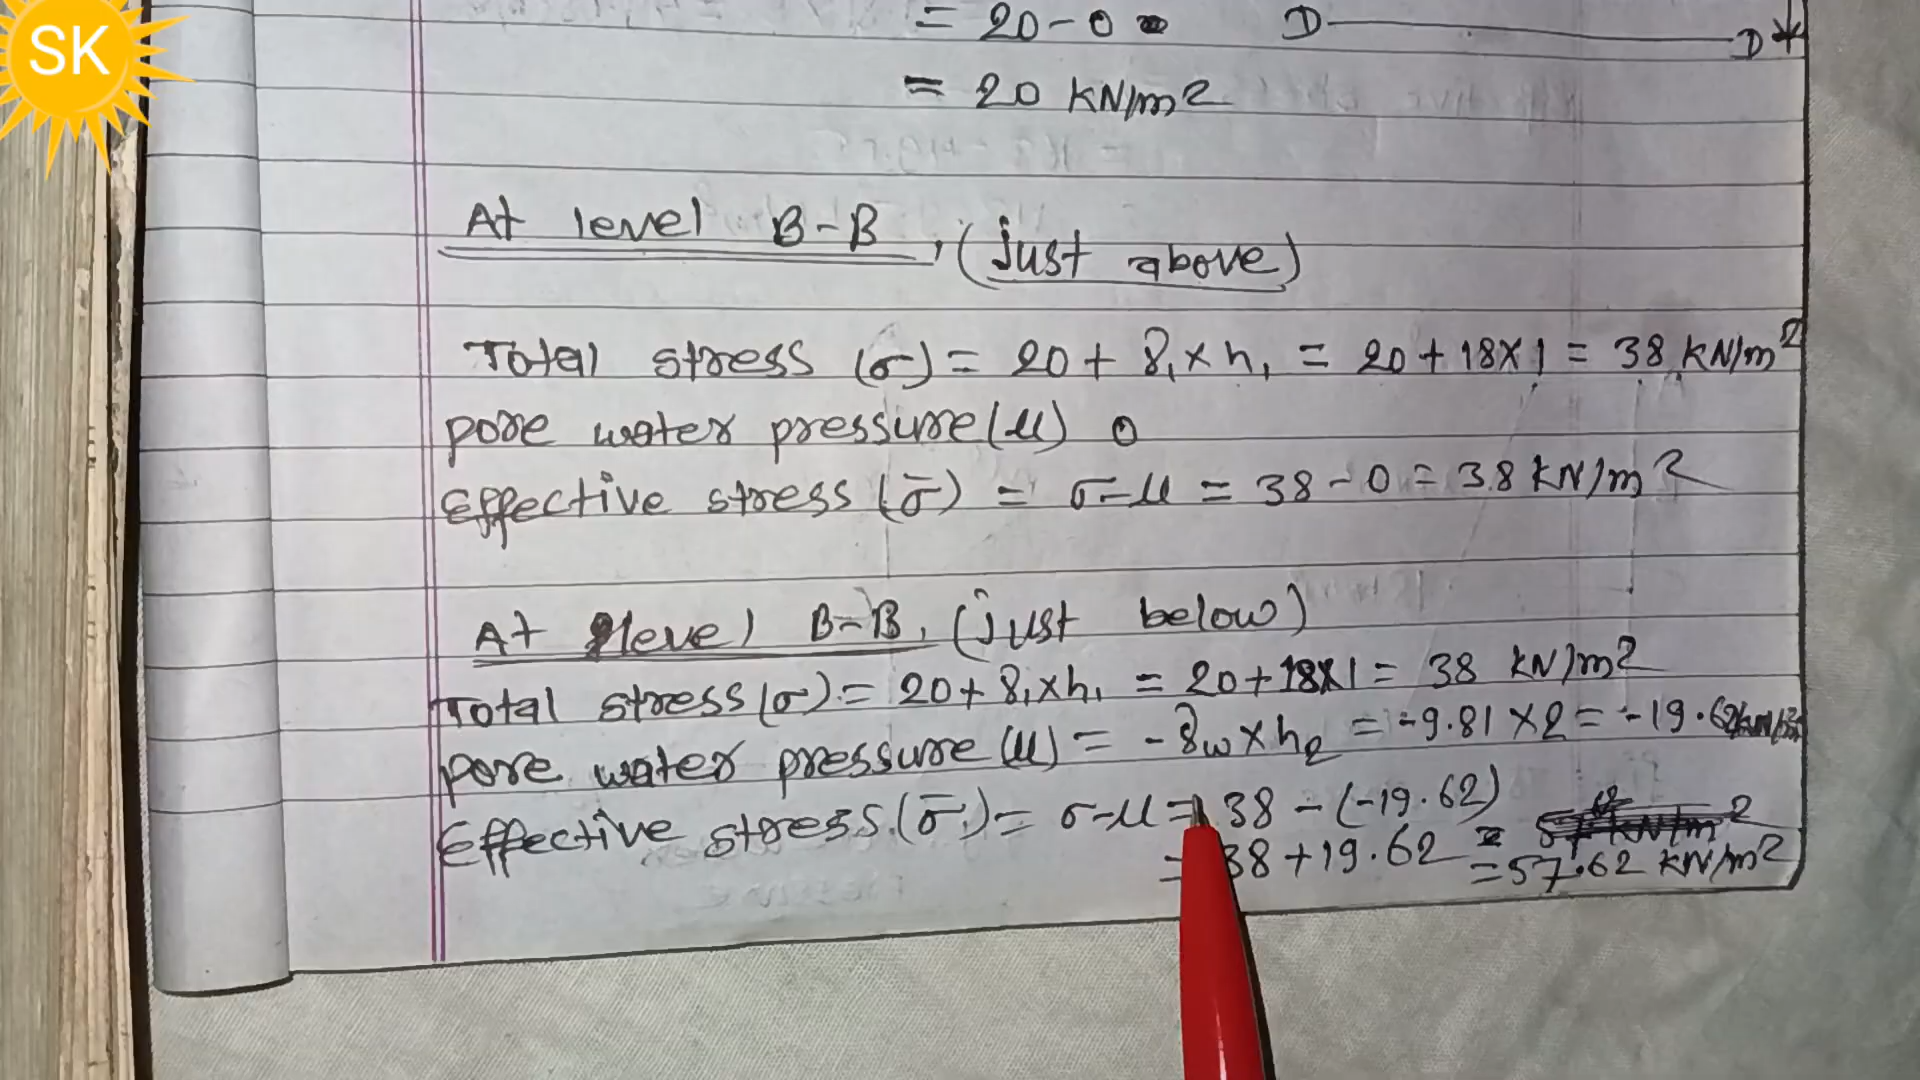 SK
= 20-0
D D
= 20 KN/m2
At level B-B, (just above)
Total stress (σ) = 20 + γ₁ x h₁ = 20 + 18 x 1 = 38 KN/m²
pore water pressure (u) 0
Effective stress (σ̄) = σ-u = 38 - 0 = 38 KN/m2
At level B-B, (just below)
Total stress (σ) = 20 + γ₁ x h₁ = 20 + 18 x 1 = 38 KN/m2
pore water pressure (u) = -γw x h2 = -9.81 x 2 = -19.62
Effective stress (σ̄) = σ-u = 38 - (-19.62)
= 38 + 19.62 = 57.62 KN/m2